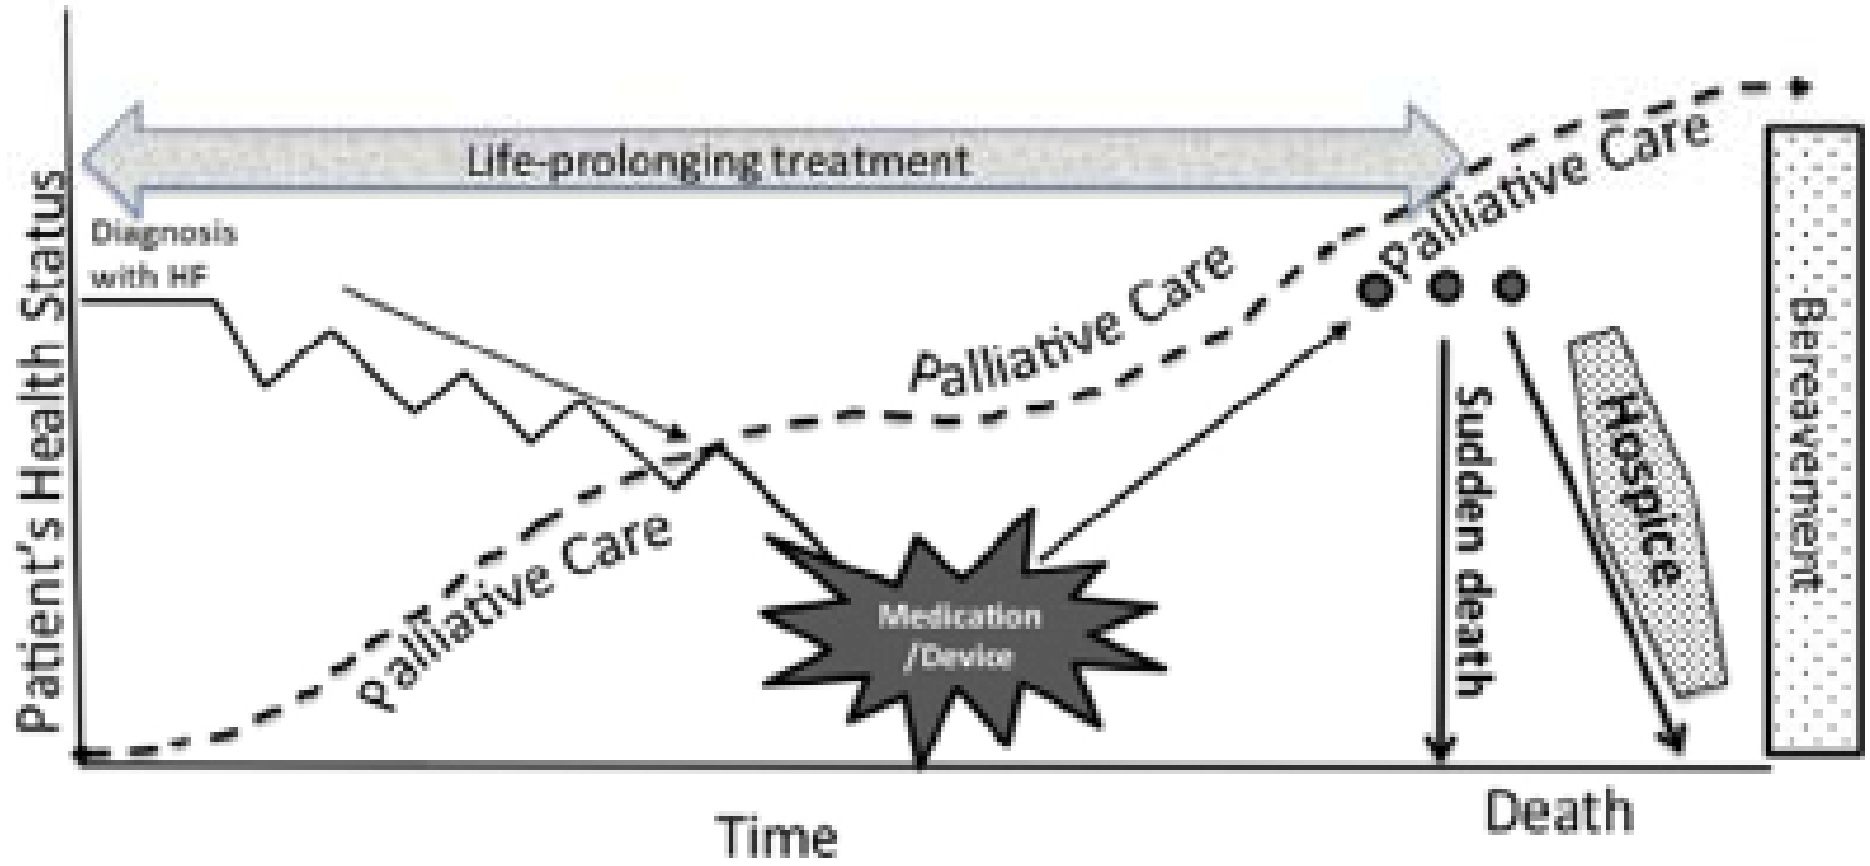 Patient's Health Status
Life-prolonging treatment
Diagnosis
with HF
Palliative Care
Palliative Care
Palliative Care
Medication
/Device
Sudden death
Hospice
Bereavement
Time
Death